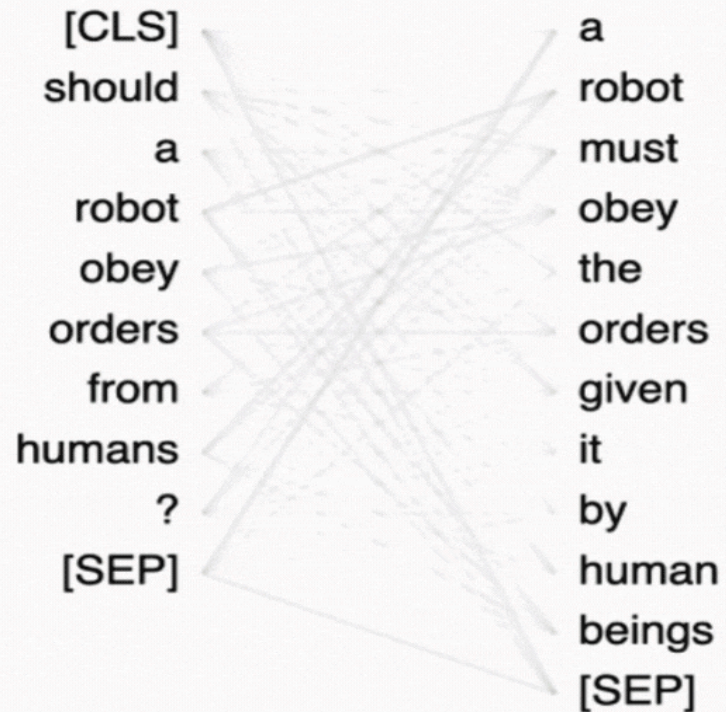 [CLS] a
should robot
a must
robot obey
obey the
orders orders
from given
humans it
? by
[SEP] human
beings
[SEP]